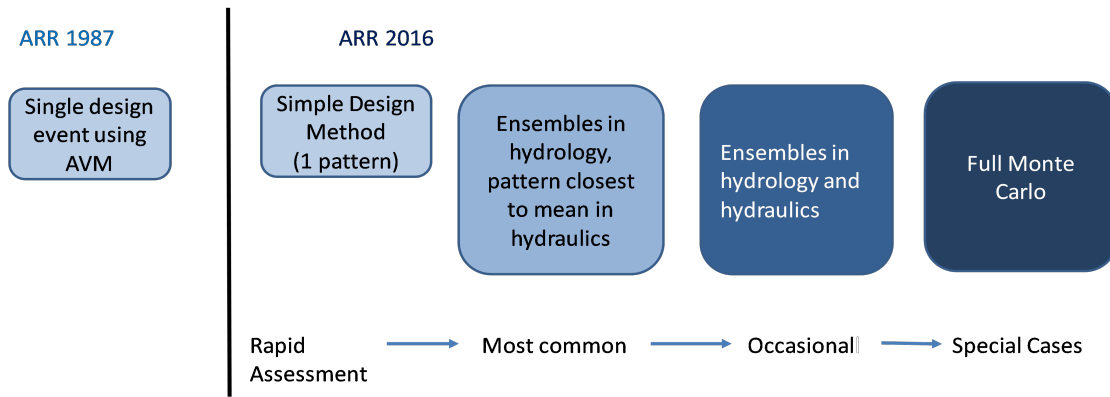 ARR 1987
ARR 2016
Single design
event using
AVM
Simple Design
Method
(1 pattern)
Ensembles in
hydrology,
pattern closest
to mean in
hydraulics
Ensembles in
hydrology and
hydraulics
Full Monte
Carlo
Rapid
Assessment
Most common
Occasional
Special Cases